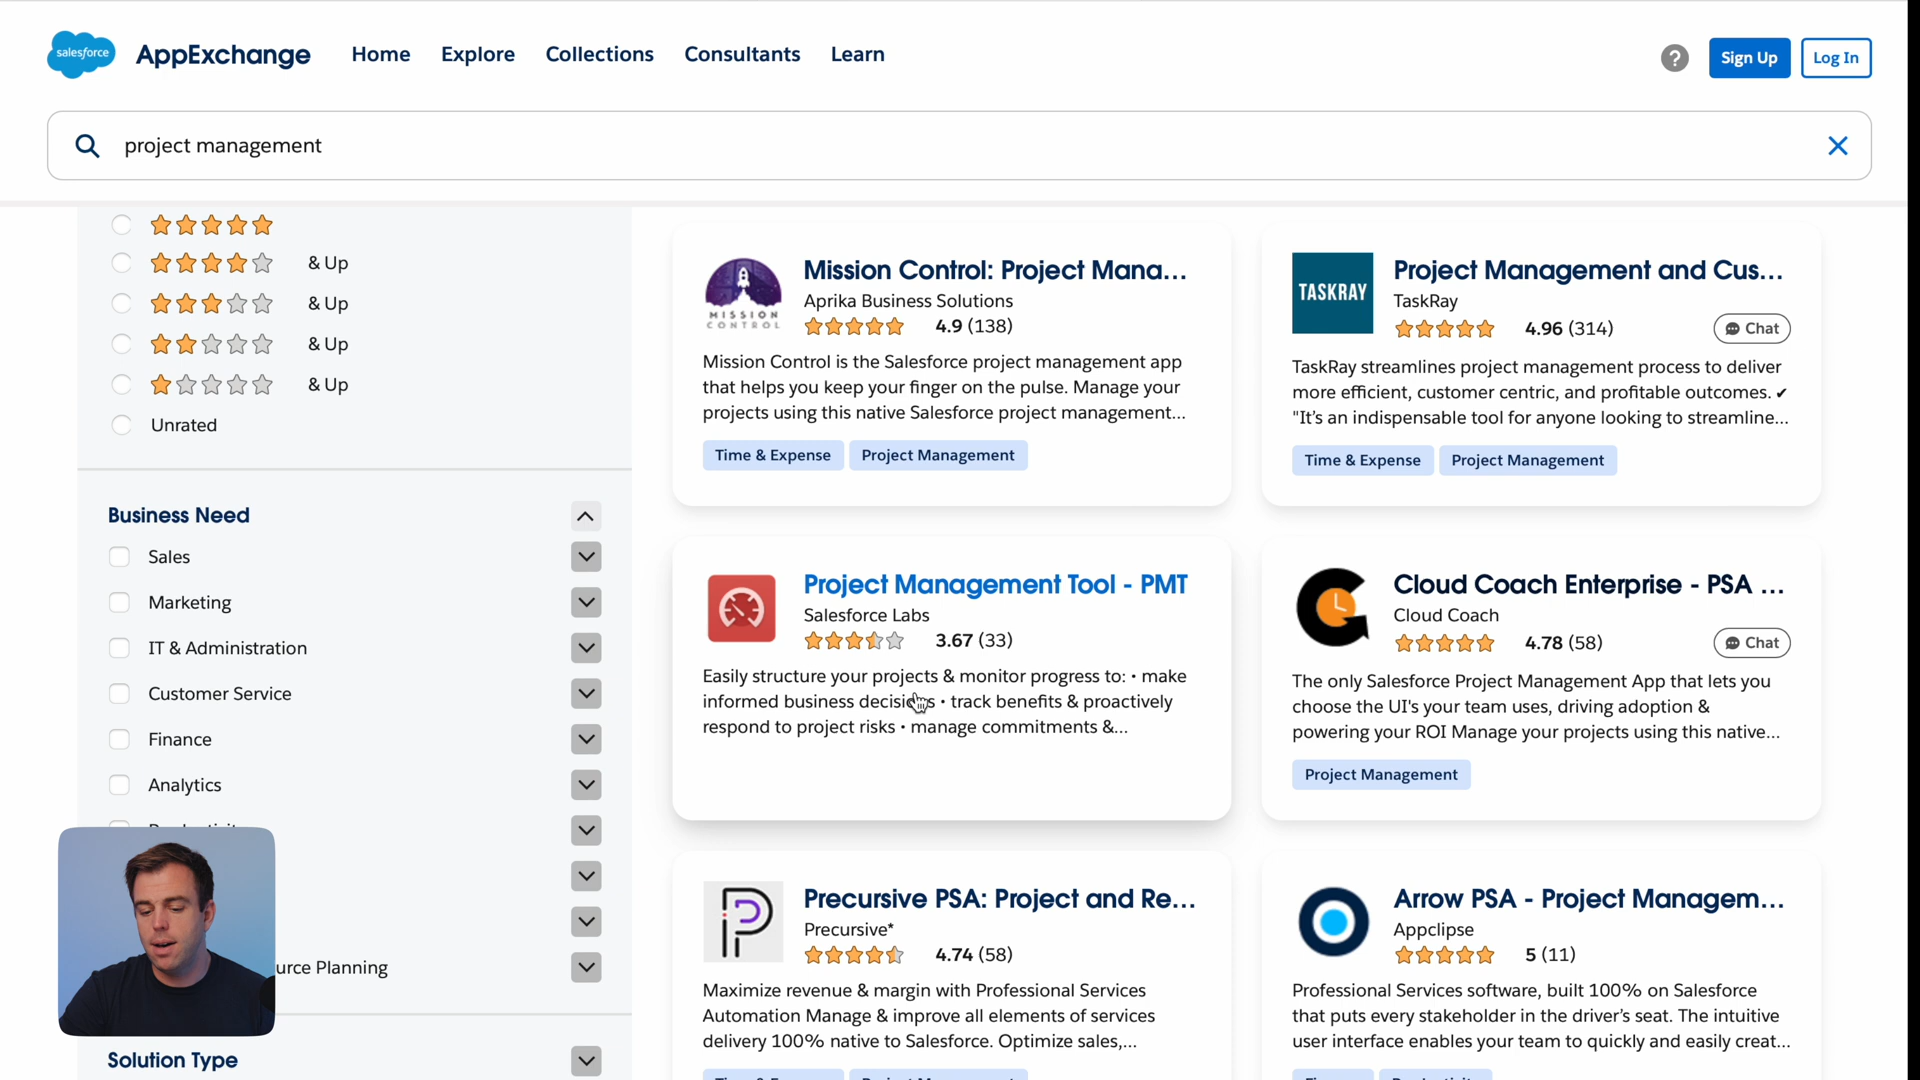 salesforce
AppExchange
Home
Explore
Collections
Consultants
Learn
?
Sign Up
Log In
project management
& Up
& Up
& Up
& Up
Unrated
Business Need
Sales
Marketing
IT & Administration
Customer Service
Finance
Analytics
urce Planning
Solution Type
MISSION
CONTROL
Mission Control: Project Mana...
Aprika Business Solutions
4.9 (138)
Mission Control is the Salesforce project management app
that helps you keep your finger on the pulse. Manage your
projects using this native Salesforce project management...
Time & Expense
Project Management
TASKRAY
Project Management and Cus...
TaskRay
4.96 (314)
Chat
TaskRay streamlines project management process to deliver
more efficient, customer centric, and profitable outcomes. ✔
"It's an indispensable tool for anyone looking to streamline...
Time & Expense
Project Management
Project Management Tool - PMT
Salesforce Labs
3.67 (33)
Easily structure your projects & monitor progress to: • make
informed business decisions • track benefits & proactively
respond to project risks • manage commitments &...
Cloud Coach Enterprise - PSA ...
Cloud Coach
4.78 (58)
Chat
The only Salesforce Project Management App that lets you
choose the UI's your team uses, driving adoption &
powering your ROI Manage your projects using this native...
Project Management
Precursive PSA: Project and Re...
Precursive*
4.74 (58)
Maximize revenue & margin with Professional Services
Automation Manage & improve all elements of services
delivery 100% native to Salesforce. Optimize sales,...
Arrow PSA - Project Managem...
Appclipse
5 (11)
Professional Services software, built 100% on Salesforce
that puts every stakeholder in the driver's seat. The intuitive
user interface enables your team to quickly and easily creat...